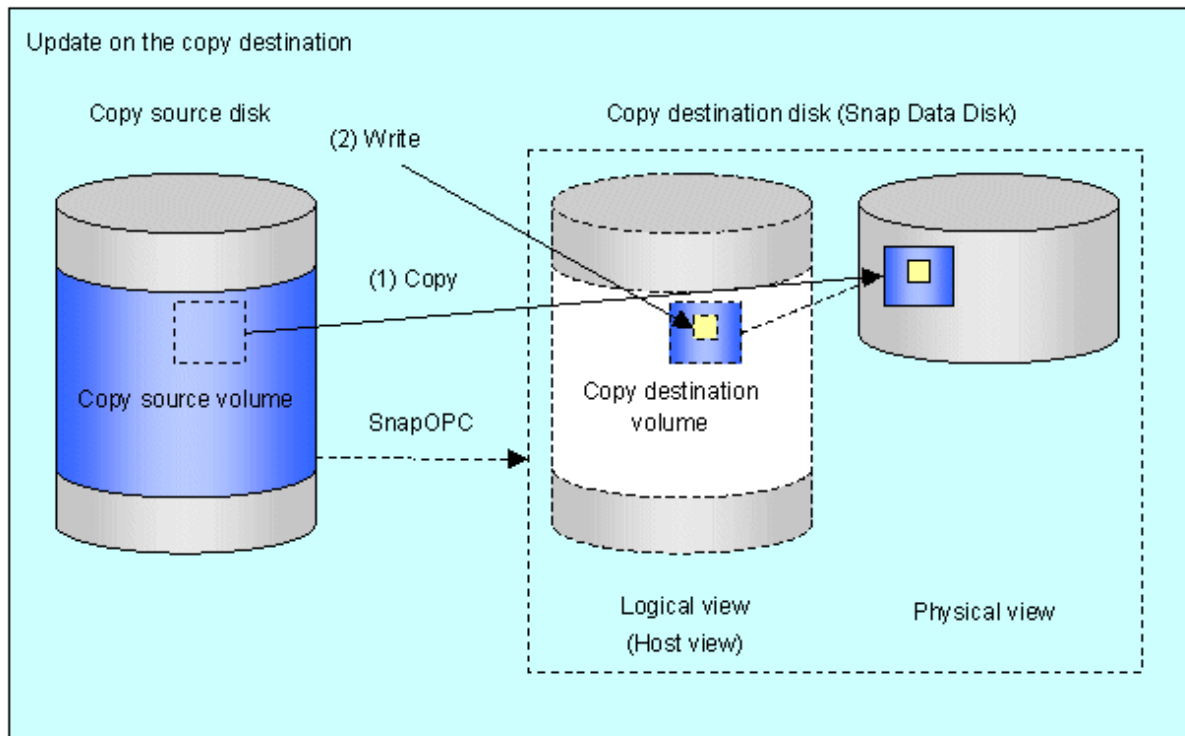 Update on the copy destination
Copy source disk
Copy destination disk (Snap Data Disk)
(2) Write
(1) Copy
Copy source volume
Copy destination
volume
SnapOPC
Logical view
(Host view)
Physical view